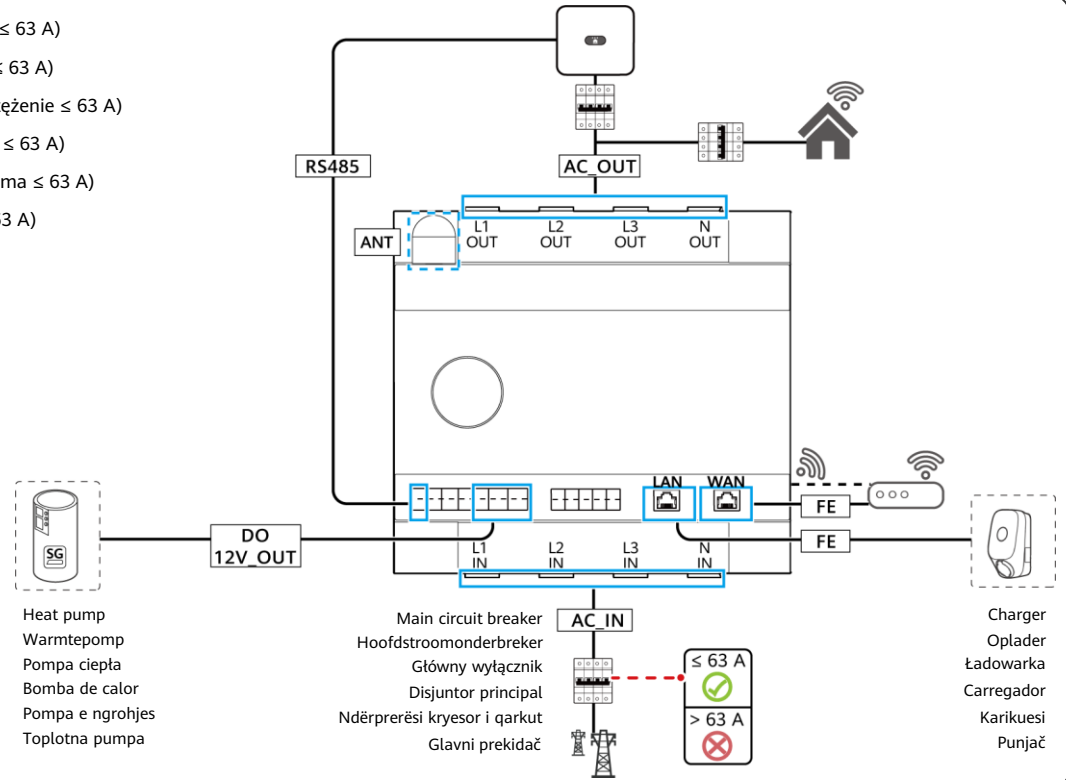 ≤ 63 A)
≤ 63 A)
ężenie ≤ 63 A)
≤ 63 A)
ma ≤ 63 A)
63 A)
RS485
AC_OUT
ANT
L1 OUT
L2 OUT
L3 OUT
N OUT
LAN
WAN
FE
FE
DO
12V_OUT
SG
L1 IN
L2 IN
L3 IN
N IN
AC_IN
≤ 63 A
> 63 A
Heat pump
Warmtepomp
Pompa ciepła
Bomba de calor
Pompa e ngrohjes
Toplotna pumpa
Main circuit breaker
Hoofdstroomonderbreker
Główny wyłącznik
Disjuntor principal
Ndërprerësi kryesor i qarkut
Glavni prekidač
Charger
Oplader
Ładowarka
Carregador
Karikuesi
Punjač